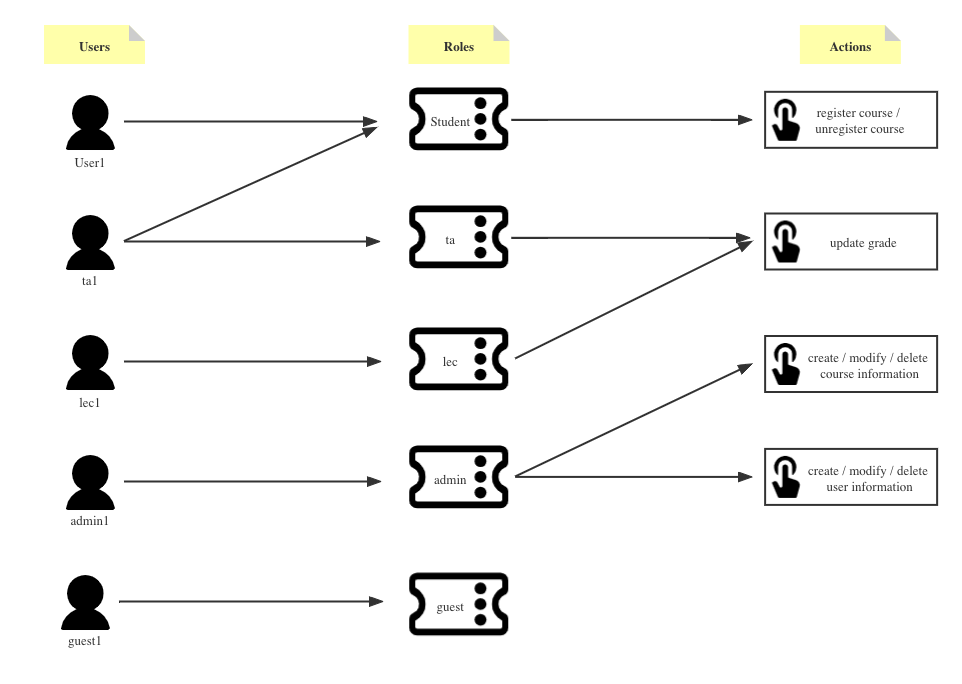 Users
Roles
Actions
User1
Student
register course /
unregister course
ta1
ta
update grade
lec1
lec
create / modify / delete
course information
admin1
admin
create / modify / delete
user information
guest1
guest